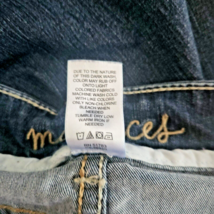 DUE TO THE NATURE
OF THIS DARK WASH,
COLOR MAY RUB OFF
ONTO LIGHT
COLORED FABRICS
MACHINE WASH COLD
WITH LIKE COLORS
ONLY NON-CHLORINE
BLEACH WHEN
NEEDED
TUMBLE DRY LOW
WARM IRON IF
NEEDED